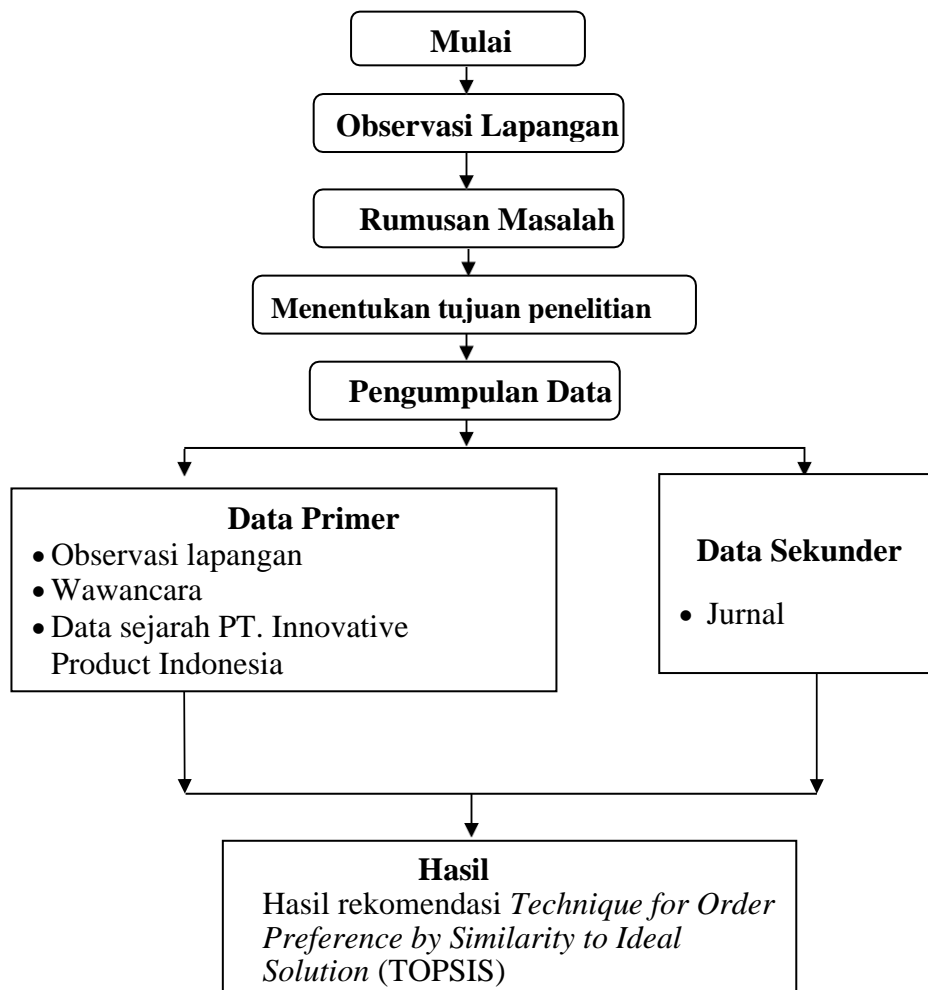 Mulai
Observasi Lapangan
Rumusan Masalah
Menentukan tujuan penelitian
Pengumpulan Data
Data Primer
• Observasi lapangan
• Wawancara
• Data sejarah PT. Innovative
Product Indonesia
Data Sekunder
• Jurnal
Hasil
Hasil rekomendasi Technique for Order
Preference by Similarity to Ideal
Solution (TOPSIS)